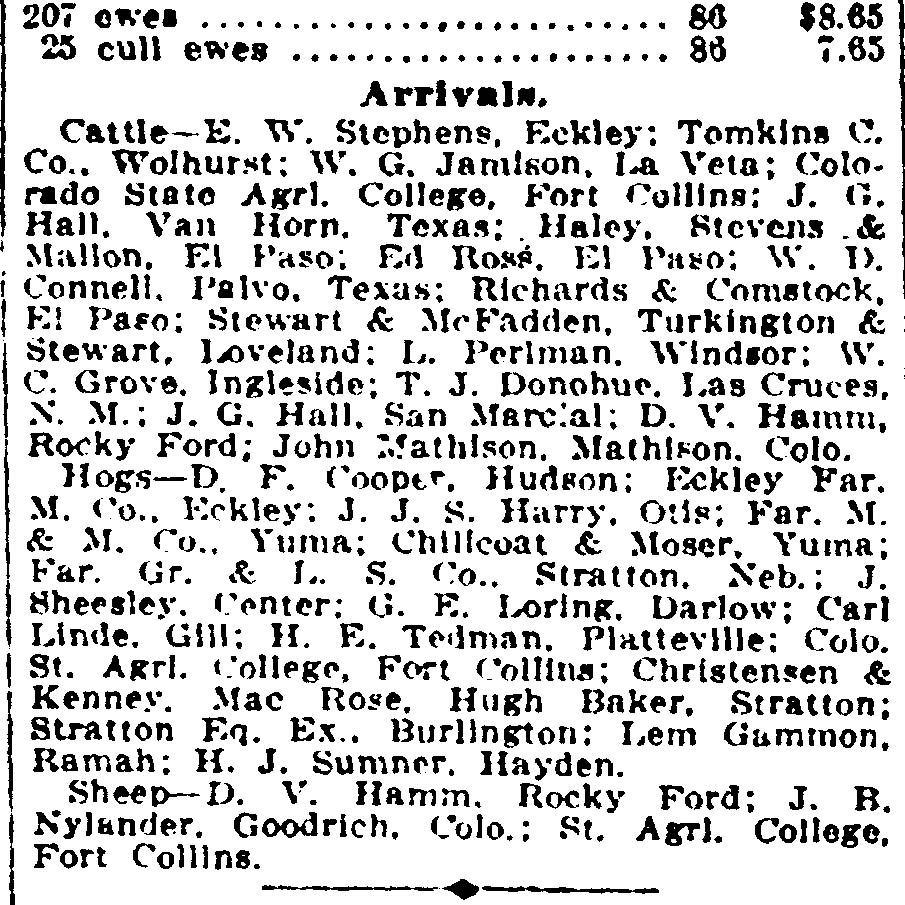 207 ewes ........................... 86 $8.65
25 cull ewes ...................... 86 7.65
Arrivals.
Cattle—E. W. Stephens, Eckley; Tomkins C.
Co., Wolhurst; W. G. Jamison, La Veta; Colo-
rado State Agrl. College, Fort Collins; J. G.
Hall, Van Horn, Texas; Haley, Stevens &
Mallon, El Paso; Ed Ross, El Paso; W. D.
Connell, Palvo, Texas; Richards & Comstock,
El Paso; Stewart & McFadden, Turkington &
Stewart, Loveland; L. Perlman, Windsor; W.
C. Grove, Ingleside; T. J. Donohue, Las Cruces,
N. M.; J. G. Hall, San Marcial; D. V. Hamm,
Rocky Ford; John Mathison, Mathison, Colo.
Hogs—D. F. Cooper, Hudson; Eckley Far.
M. Co., Eckley; J. J. S. Harry, Otis; Far. M.
& M. Co., Yuma; Chilicoat & Moser, Yuma;
Far. Gr. & L. S. Co., Stratton, Neb.; J.
Sheesley, Center; G. E. Loring, Darlow; Carl
Linde, Gill; H. E. Tedman, Platteville; Colo.
St. Agrl. College, Fort Collins; Christensen &
Kenney, Mac Rose, Hugh Baker, Stratton;
Stratton Eq. Ex., Burlington; Lem Gammon,
Ramah; H. J. Sumner, Hayden.
Sheep—D. V. Hamm, Rocky Ford; J. B.
Nylander, Goodrich, Colo.; St. Agrl. College,
Fort Collins.